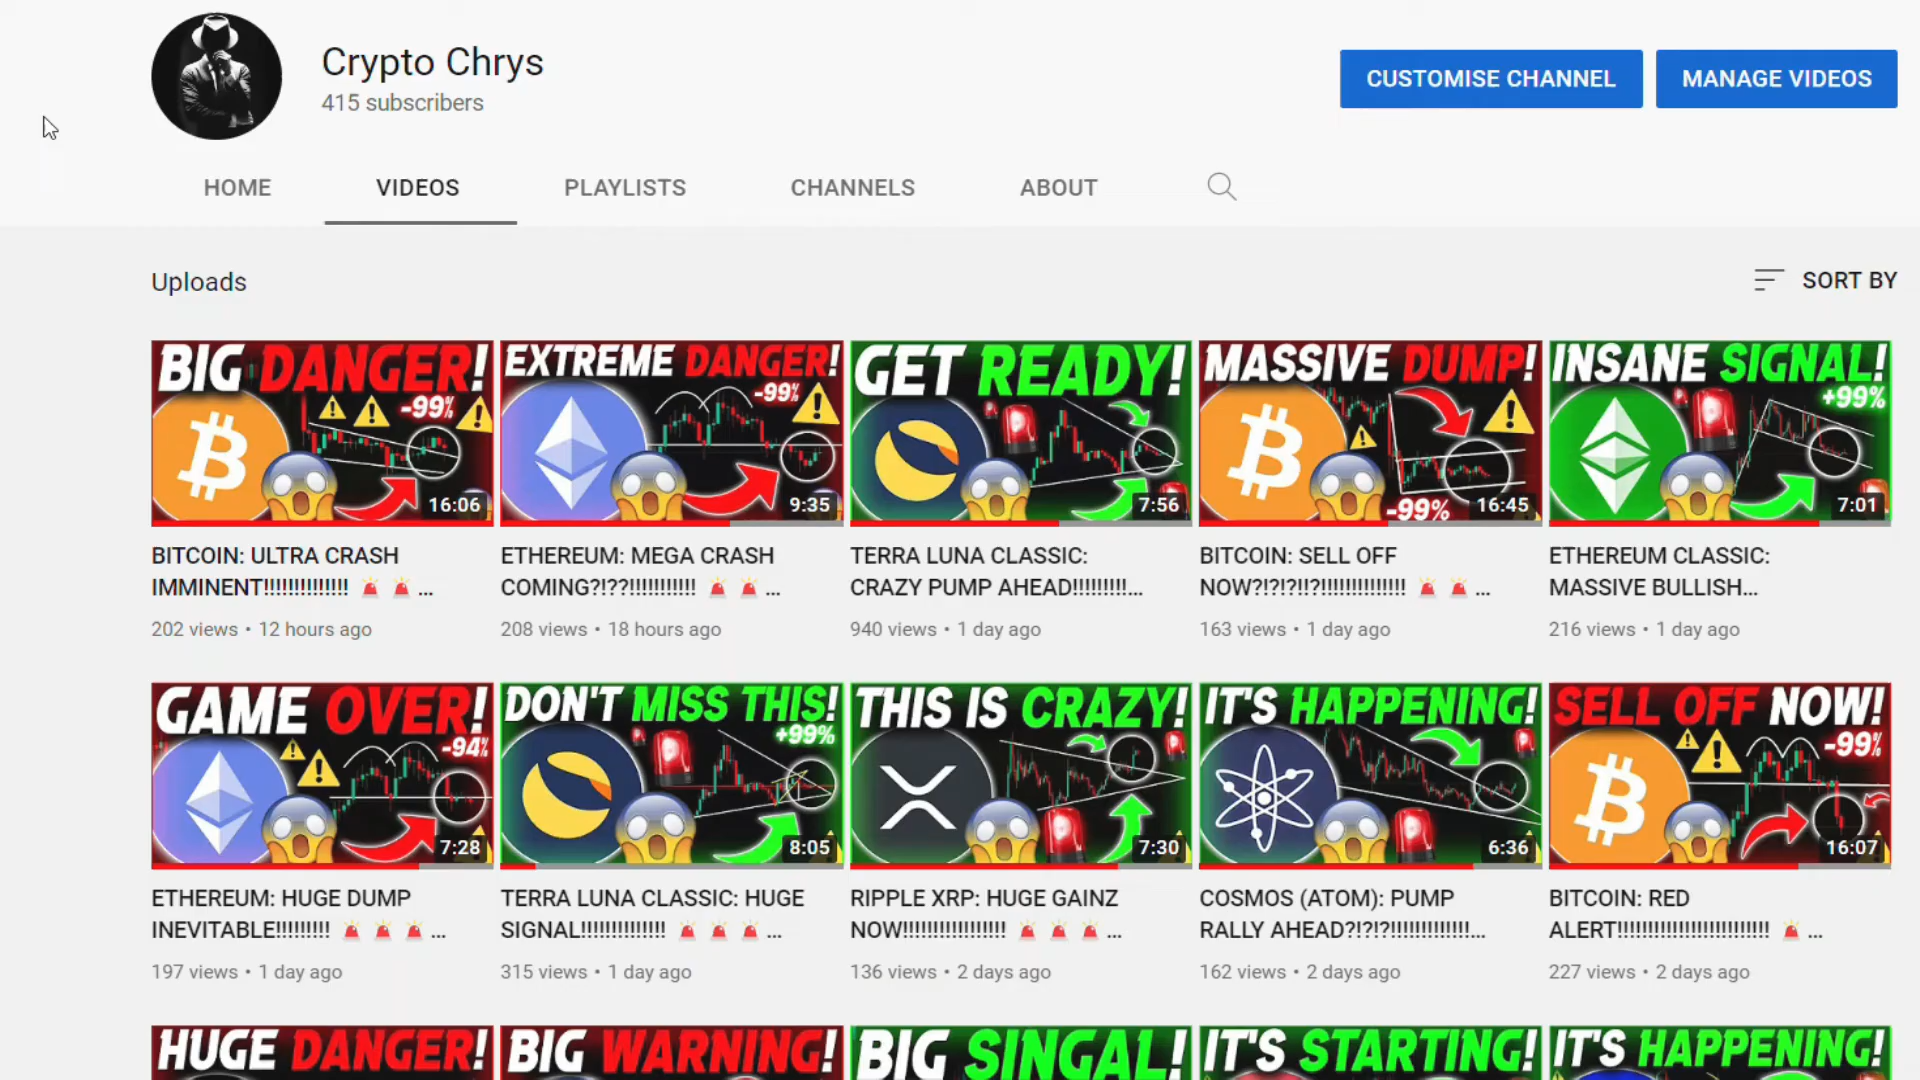 Crypto Chrys
415 subscribers
CUSTOMISE CHANNEL
MANAGE VIDEOS
HOME
VIDEOS
PLAYLISTS
CHANNELS
ABOUT
Uploads
SORT BY
BIG DANGER!
-99%
16:06
EXTREME DANGER!
-99%
9:35
GET READY!
7:56
MASSIVE DUMP!
-99%
16:45
INSANE SIGNAL!
+99%
7:01
BITCOIN: ULTRA CRASH
IMMINENT!!!!!!!!!!!!!! 🚨 🚨 ...
202 views • 12 hours ago
ETHEREUM: MEGA CRASH
COMING?!??!!!!!!!!!!! 🚨 🚨 ...
208 views • 18 hours ago
TERRA LUNA CLASSIC:
CRAZY PUMP AHEAD!!!!!!!!!...
940 views • 1 day ago
BITCOIN: SELL OFF
NOW?!?!?!!?!!!!!!!!!!!!!! 🚨 🚨 ...
163 views • 1 day ago
ETHEREUM CLASSIC:
MASSIVE BULLISH...
216 views • 1 day ago
GAME OVER!
-94%
7:28
DON'T MISS THIS!
+99%
8:05
THIS IS CRAZY!
7:30
IT'S HAPPENING!
6:36
SELL OFF NOW!
-99%
16:07
ETHEREUM: HUGE DUMP
INEVITABLE!!!!!!!!! 🚨 🚨 🚨 ...
197 views • 1 day ago
TERRA LUNA CLASSIC: HUGE
SIGNAL!!!!!!!!!!!!!! 🚨 🚨 🚨 ...
315 views • 1 day ago
RIPPLE XRP: HUGE GAINZ
NOW!!!!!!!!!!!!!!!!! 🚨 🚨 🚨 ...
136 views • 2 days ago
COSMOS (ATOM): PUMP
RALLY AHEAD?!?!?!!!!!!!!!!!!!...
162 views • 2 days ago
BITCOIN: RED
ALERT!!!!!!!!!!!!!!!!!!!!!!!!! 🚨 ...
227 views • 2 days ago
HUGE DANGER!
BIG WARNING!
BIG SINGAL!
IT'S STARTING!
IT'S HAPPENING!